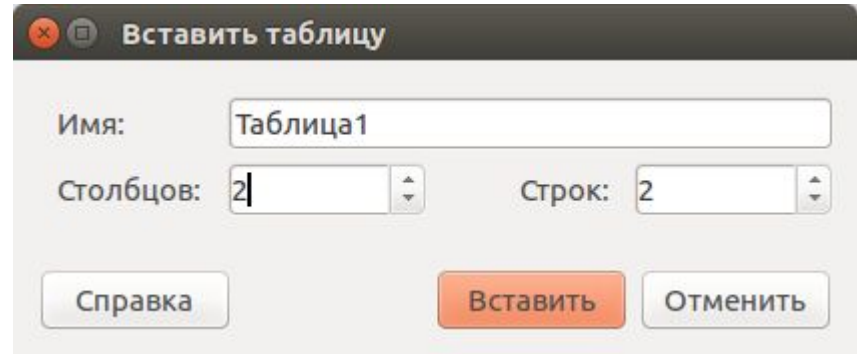 Вставить таблицу
Имя: Таблица1
Столбцов: 2 Строк: 2
Справка Вставить Отменить